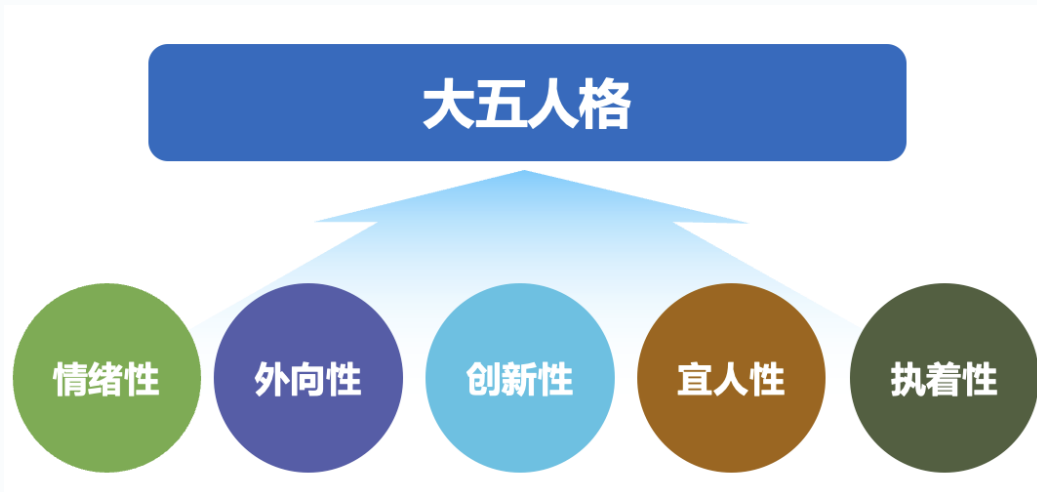 大五人格
情绪性
外向性
创新性
宜人性
执着性